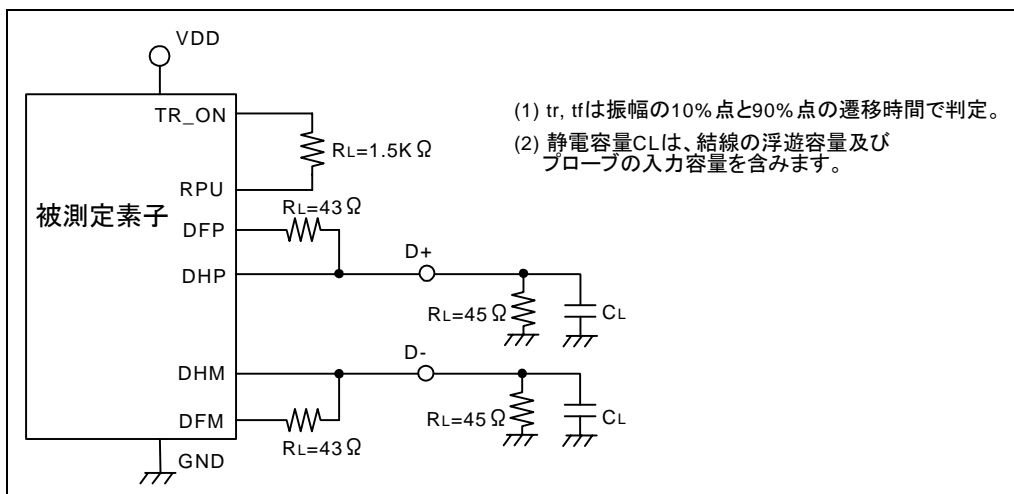 VDD
(1) tr, tfは振幅の10%点と90%点の遷移時間で判定。
(2) 静電容量CLは、結線の浮遊容量及び
プローブの入力容量を含みます。
TR_ON
RL=1.5KΩ
RPU
被測定素子
RL=43Ω
DFP
D+
DHP
RL=45Ω
CL
D-
DHM
DFM
RL=43Ω
RL=45Ω
CL
GND